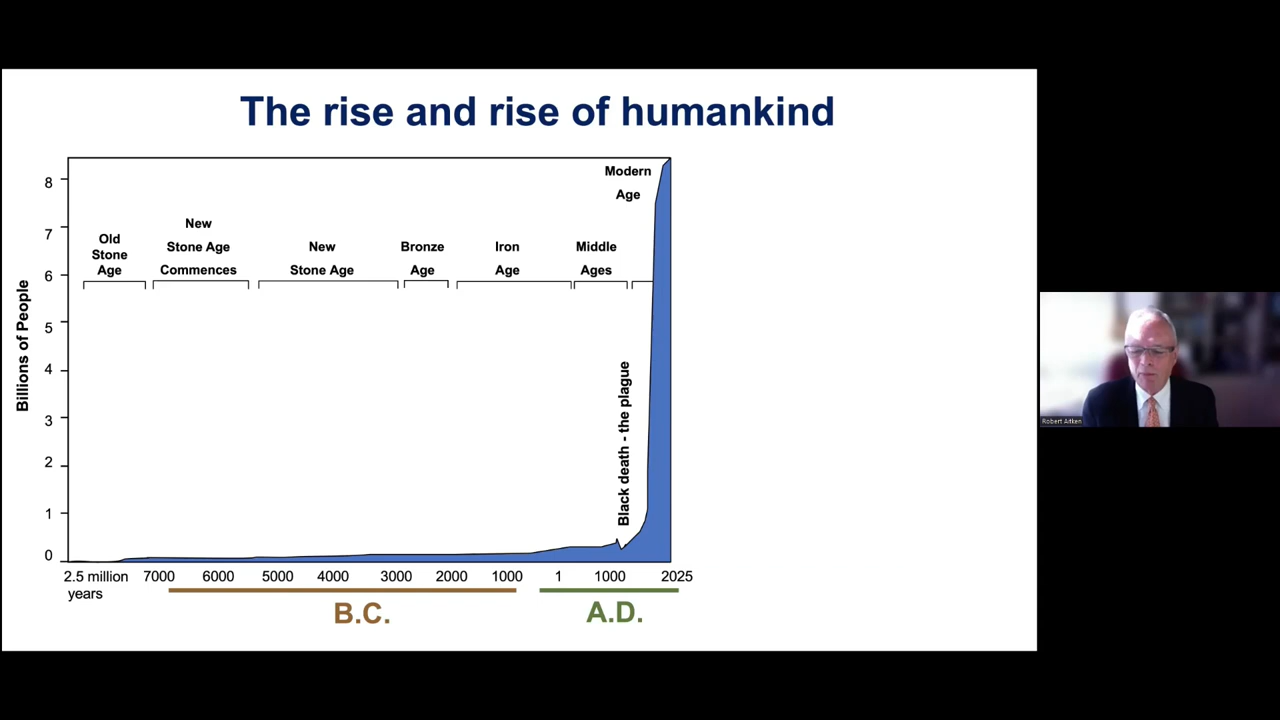 The rise and rise of humankind
Billions of People
8
7
6
5
4
3
2
1
0
Old
Stone
Age
New
Stone Age
Commences
New
Stone Age
Bronze
Age
Iron
Age
Middle
Ages
Modern
Age
Black death - the plague
2.5 million
years
7000
6000
5000
4000
3000
2000
1000
1
1000
2025
B.C.
A.D.
Robert Aitken